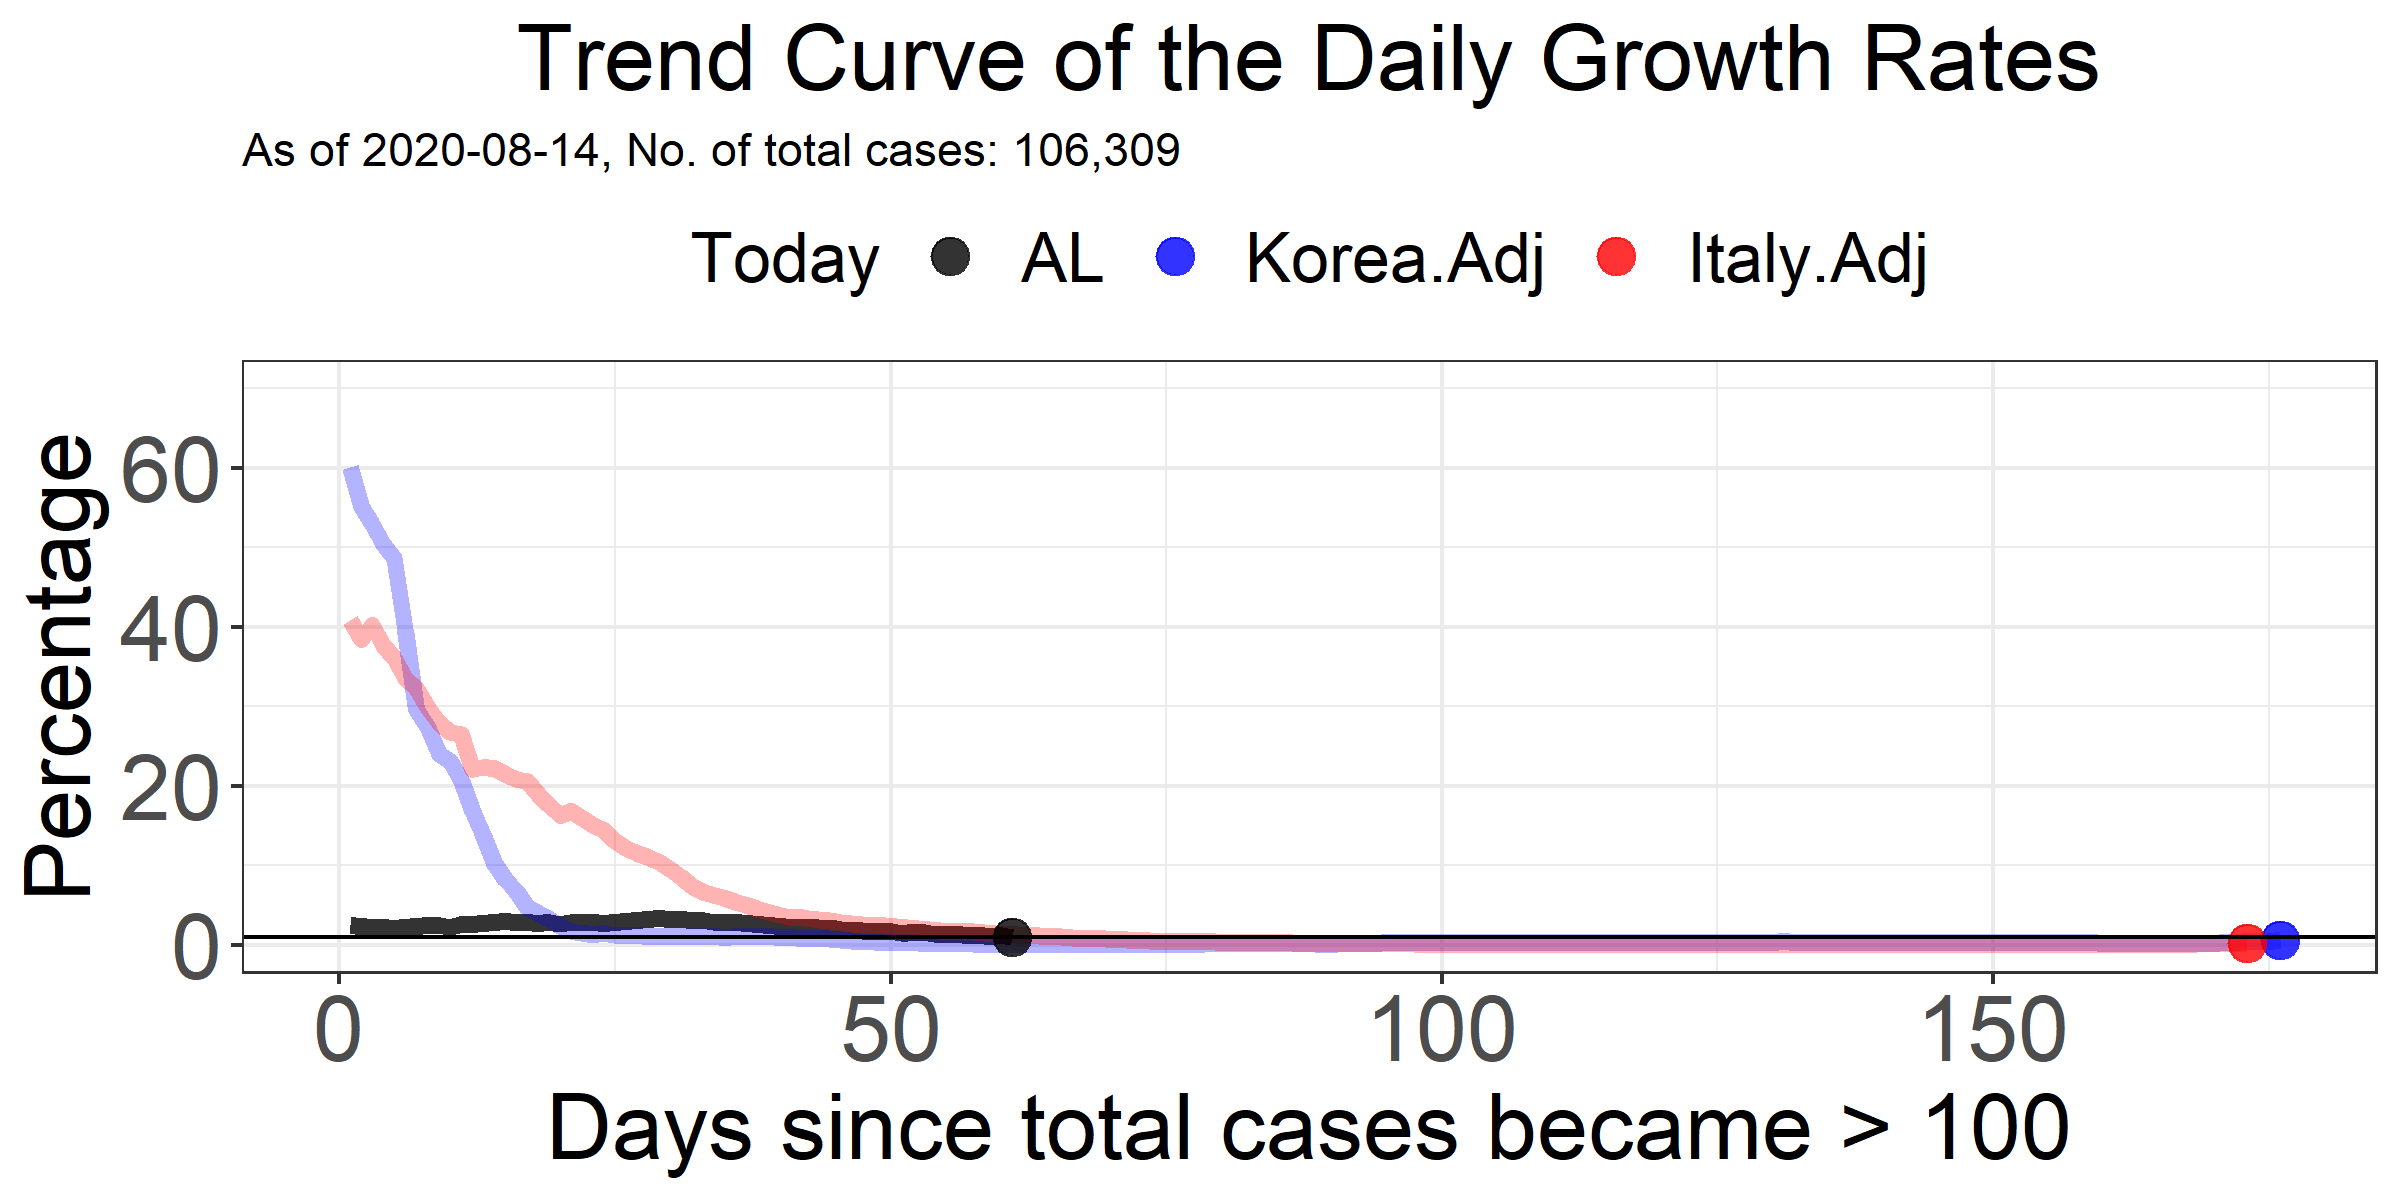 Trend Curve of the Daily Growth Rates
As of 2020-08-14, No. of total cases: 106,309
Today AL Korea.Adj Italy.Adj
Percentage
60
40
20
0
0 50 100 150
Days since total cases became > 100